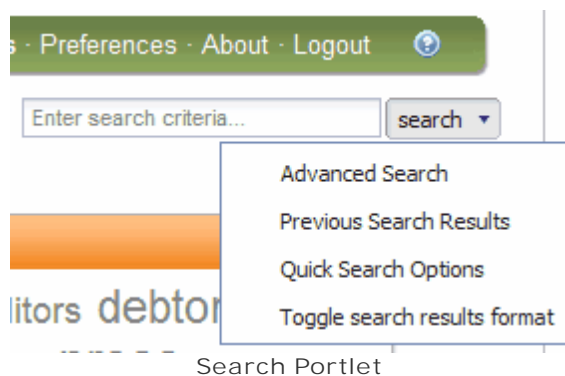 · Preferences · About · Logout
Enter search criteria...
search
Advanced Search
Previous Search Results
Quick Search Options
Toggle search results format
itors debtor
Search Portlet